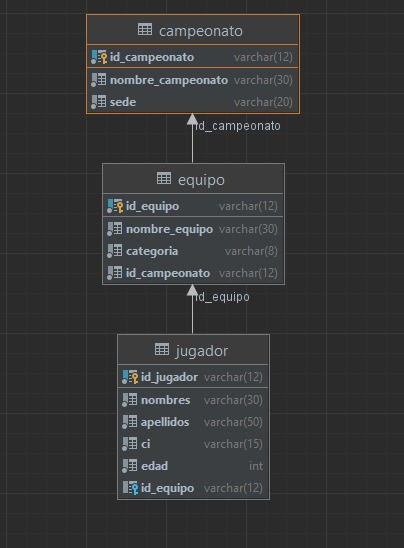 campeonato
id_campeonato varchar(12)
nombre_campeonato varchar(30)
sede varchar(20)
id_campeonato
equipo
id_equipo varchar(12)
nombre_equipo varchar(30)
categoria varchar(8)
id_campeonato varchar(12)
id_equipo
jugador
id_jugador varchar(12)
nombres varchar(30)
apellidos varchar(50)
ci varchar(15)
edad int
id_equipo varchar(12)